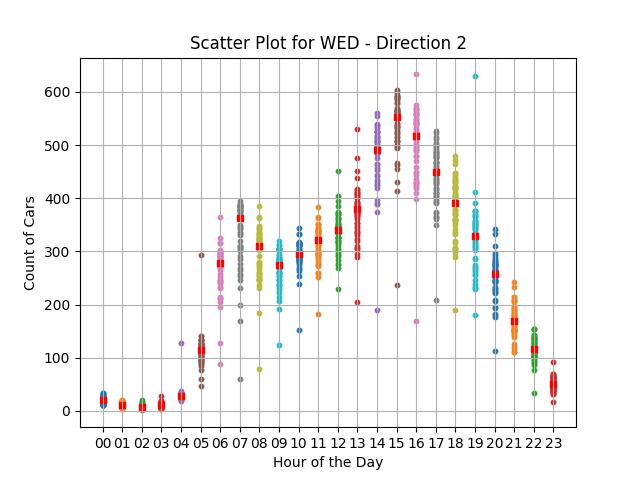 Scatter Plot for WED - Direction 2
Count of Cars
600
500
400
300
200
100
0
00 01 02 03 04 05 06 07 08 09 10 11 12 13 14 15 16 17 18 19 20 21 22 23
Hour of the Day